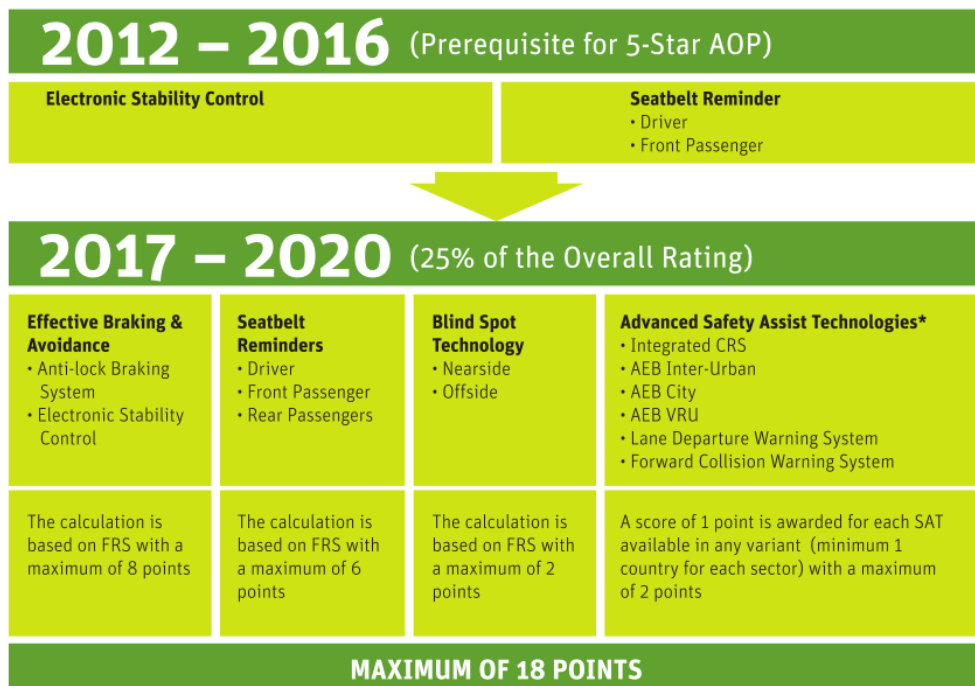 2012 – 2016 (Prerequisite for 5-Star AOP)
Electronic Stability Control
Seatbelt Reminder
• Driver
• Front Passenger
2017 – 2020 (25% of the Overall Rating)
Effective Braking &
Avoidance
• Anti-lock Braking
System
• Electronic Stability
Control
Seatbelt
Reminders
• Driver
• Front Passenger
• Rear Passengers
Blind Spot
Technology
• Nearside
• Offside
Advanced Safety Assist Technologies*
• Integrated CRS
• AEB Inter-Urban
• AEB City
• AEB VRU
• Lane Departure Warning System
• Forward Collision Warning System
The calculation is
based on FRS with a
maximum of 8 points
The calculation is
based on FRS with
a maximum of 6
points
The calculation is
based on FRS with
a maximum of 2
points
A score of 1 point is awarded for each SAT
available in any variant (minimum 1
country for each sector) with a maximum
of 2 points
MAXIMUM OF 18 POINTS